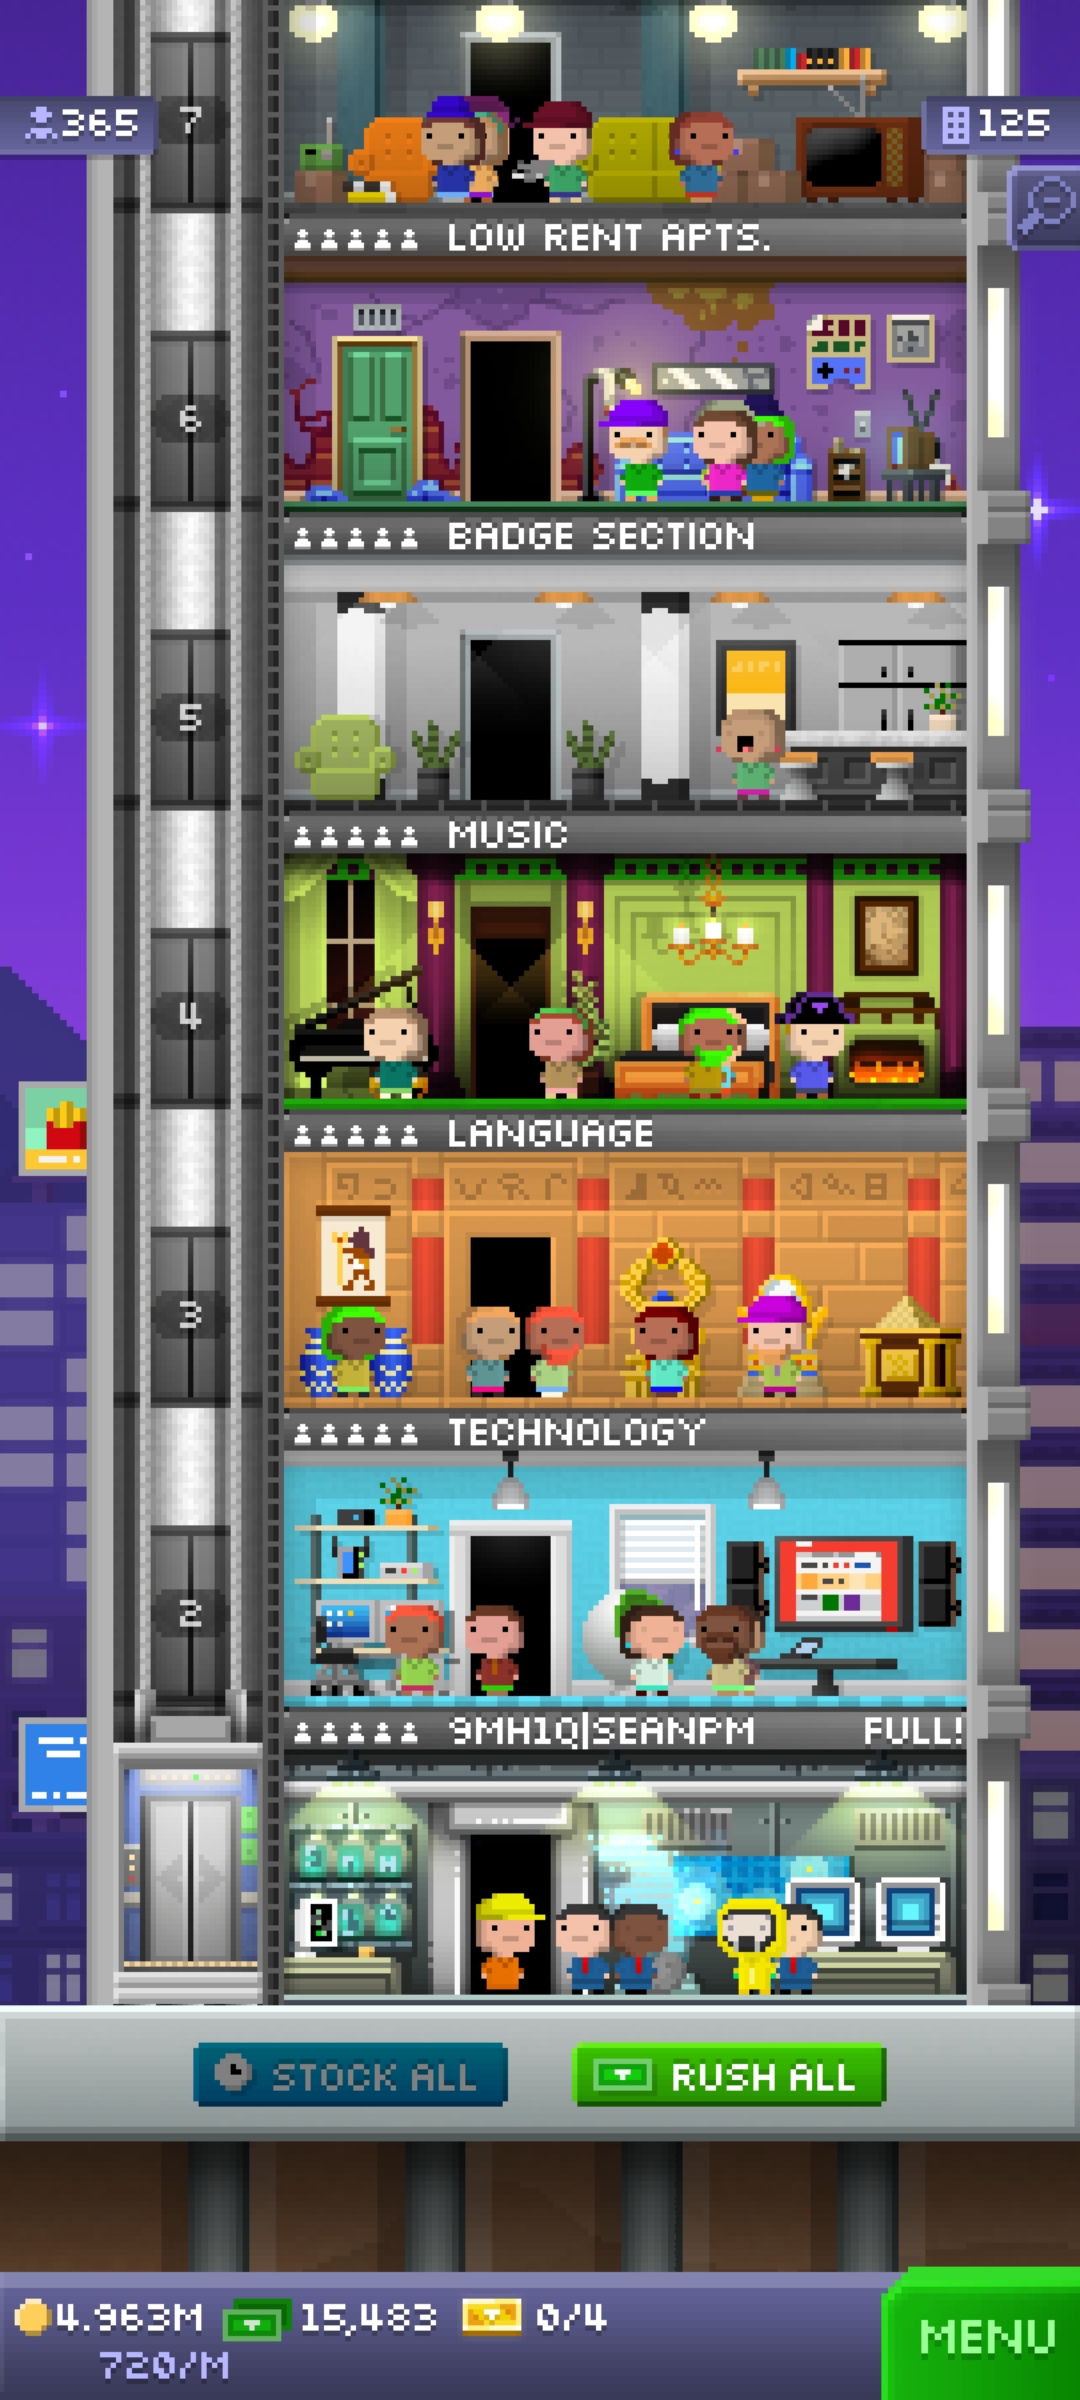 7
365
125
LOW RENT APTS.
6
BADGE SECTION
5
MUSIC
4
LANGUAGE
3
TECHNOLOGY
2
9MH1Q|SEANPM FULL!
STOCK ALL
RUSH ALL
4.963M 15,483 0/4
720/M
MENU